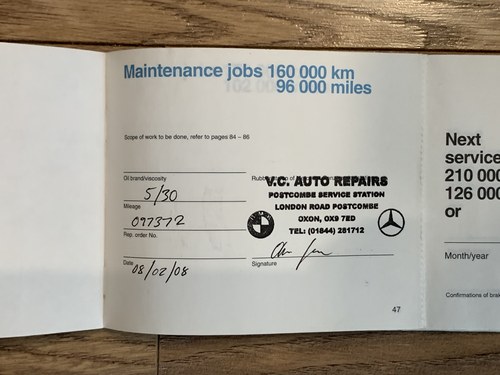 Maintenance jobs 160 000 km
96 000 miles
Scope of work to be done, refer to pages 84 – 86
Oil brand/viscosity
5/30
Mileage
097372
Rep. order No.
Date
08/02/08
V.C. AUTO REPAIRS
POSTCOMBE SERVICE STATION
LONDON ROAD POSTCOMBE
OXON, OX9 7ED
TEL: (01844) 281712
Signature
47
Next
service
210 000
126 000
or
Month/year
Confirmations of brak